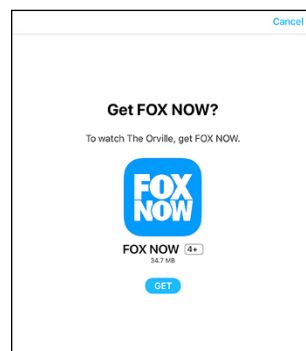 Cancel
Get FOX NOW?
To watch The Orville, get FOX NOW.
FOX
NOW
FOX NOW 4+
34.7 MB
GET